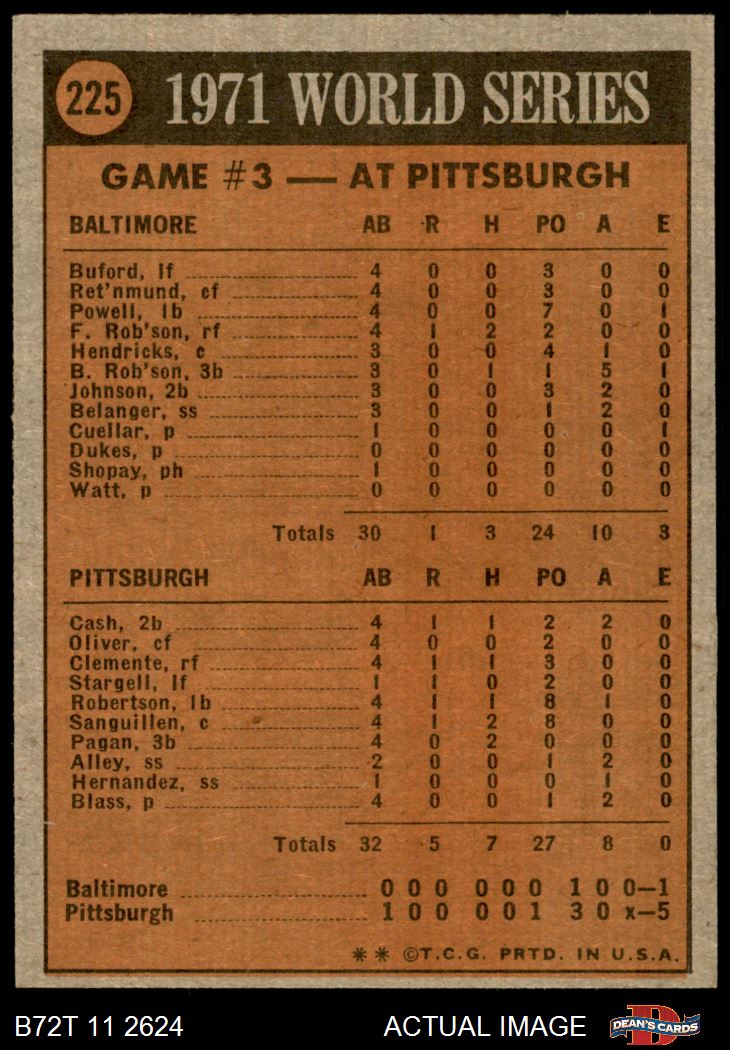 225 1971 WORLD SERIES
GAME #3 — AT PITTSBURGH
BALTIMORE AB R H PO A E
Buford, lf 4 0 0 3 0 0
Ret'nmund, cf 4 0 0 3 0 0
Powell, 1b 4 0 0 7 0 1
F. Rob'son, rf 4 1 2 2 0 0
Hendricks, c 3 0 0 4 1 0
B. Rob'son, 3b 3 0 1 1 5 1
Johnson, 2b 3 0 0 3 2 0
Belanger, ss 3 0 0 1 2 0
Cuellar, p 1 0 0 0 0 1
Dukes, p 0 0 0 0 0 0
Shopay, ph 1 0 0 0 0 0
Watt, p 0 0 0 0 0 0
Totals 30 1 3 24 10 3
PITTSBURGH AB R H PO A E
Cash, 2b 4 1 1 2 2 0
Oliver, cf 4 0 0 2 0 0
Clemente, rf 4 1 1 3 0 0
Stargell, lf 1 1 0 2 0 0
Robertson, 1b 4 1 1 8 1 0
Sanguillen, c 4 1 2 8 0 0
Pagan, 3b 4 0 2 0 0 0
Alley, ss 2 0 0 1 2 0
Hernandez, ss 1 0 0 0 1 0
Blass, p 4 0 0 1 2 0
Totals 32 5 7 27 8 0
Baltimore 0 0 0 0 0 0 1 0 0 0—1
Pittsburgh 1 0 0 0 0 1 3 0 x—5
* * ©T.C.G. PRTD. IN U.S.A.
B72T 11 2624 ACTUAL IMAGE D DEAN'S CARDS